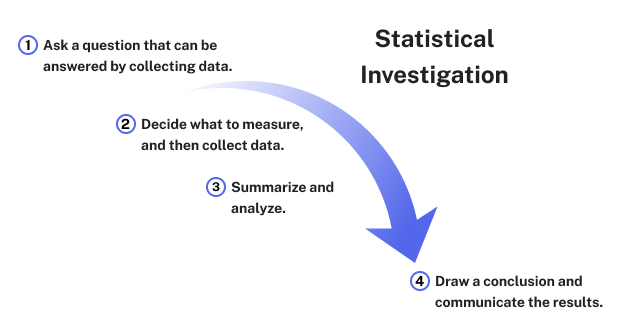 Statistical
Investigation
1 Ask a question that can be
answered by collecting data.
2 Decide what to measure,
and then collect data.
3 Summarize and
analyze.
4 Draw a conclusion and
communicate the results.